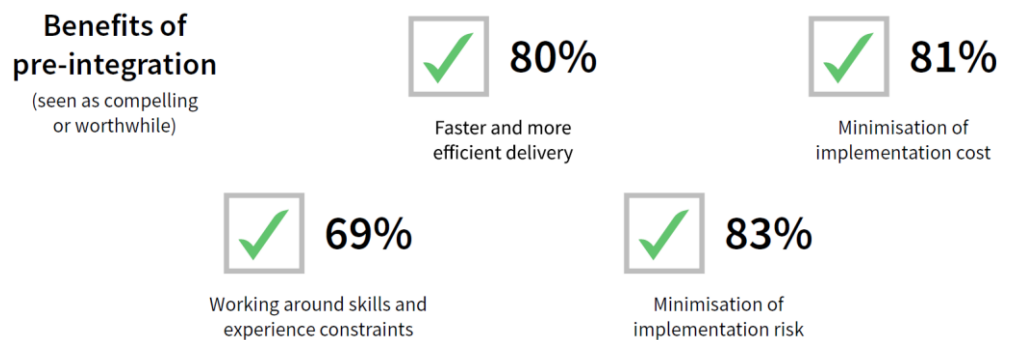 Benefits of
pre-integration
(seen as compelling
or worthwhile)
80%
Faster and more
efficient delivery
81%
Minimisation of
implementation cost
69%
Working around skills and
experience constraints
83%
Minimisation of
implementation risk